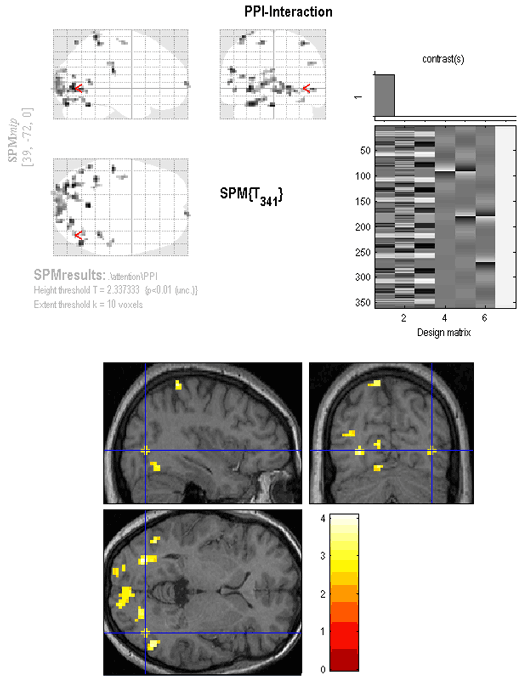 PPI-Interaction
contrast(s)
1
SPMmip
[39, -72, 0]
<
<
<
SPM{T341}
50
100
150
200
250
300
350
2 4 6
Design matrix
SPMresults: .\attention\PPI
Height threshold T = 2.337333 {p<0.01 (unc.)}
Extent threshold k = 10 voxels
4
3
2
1
0